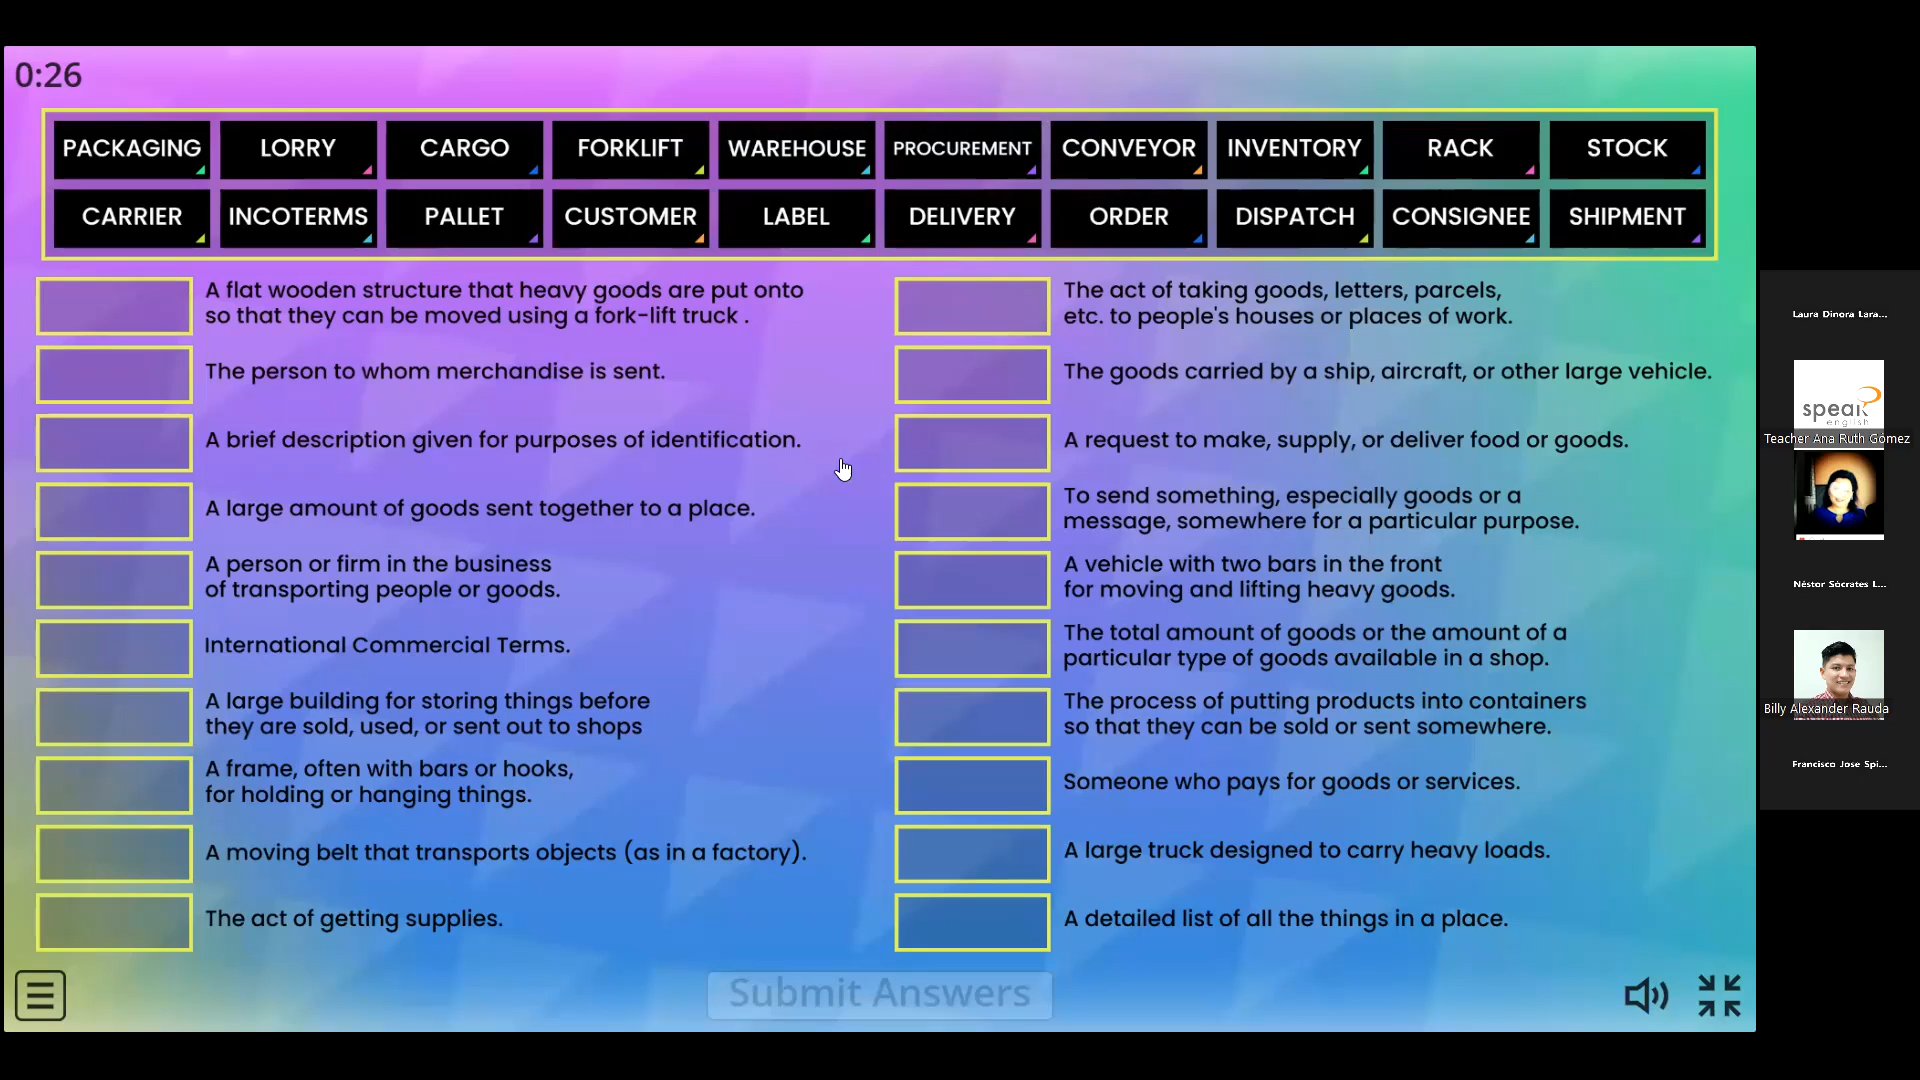 0:26
PACKAGING LORRY CARGO FORKLIFT WAREHOUSE PROCUREMENT CONVEYOR INVENTORY RACK STOCK
CARRIER INCOTERMS PALLET CUSTOMER LABEL DELIVERY ORDER DISPATCH CONSIGNEE SHIPMENT
A flat wooden structure that heavy goods are put onto
so that they can be moved using a fork-lift truck .
The person to whom merchandise is sent.
A brief description given for purposes of identification.
A large amount of goods sent together to a place.
A person or firm in the business
of transporting people or goods.
International Commercial Terms.
A large building for storing things before
they are sold, used, or sent out to shops
A frame, often with bars or hooks,
for holding or hanging things.
A moving belt that transports objects (as in a factory).
The act of getting supplies.
The act of taking goods, letters, parcels,
etc. to people's houses or places of work.
The goods carried by a ship, aircraft, or other large vehicle.
A request to make, supply, or deliver food or goods.
To send something, especially goods or a
message, somewhere for a particular purpose.
A vehicle with two bars in the front
for moving and lifting heavy goods.
The total amount of goods or the amount of a
particular type of goods available in a shop.
The process of putting products into containers
so that they can be sold or sent somewhere.
Someone who pays for goods or services.
A large truck designed to carry heavy loads.
A detailed list of all the things in a place.
Submit Answers
Laura Dinora Lara...
speak
english
Teacher Ana Ruth Gómez
Néstor Sócrates L...
Billy Alexander Rauda
Francisco Jose Spi...